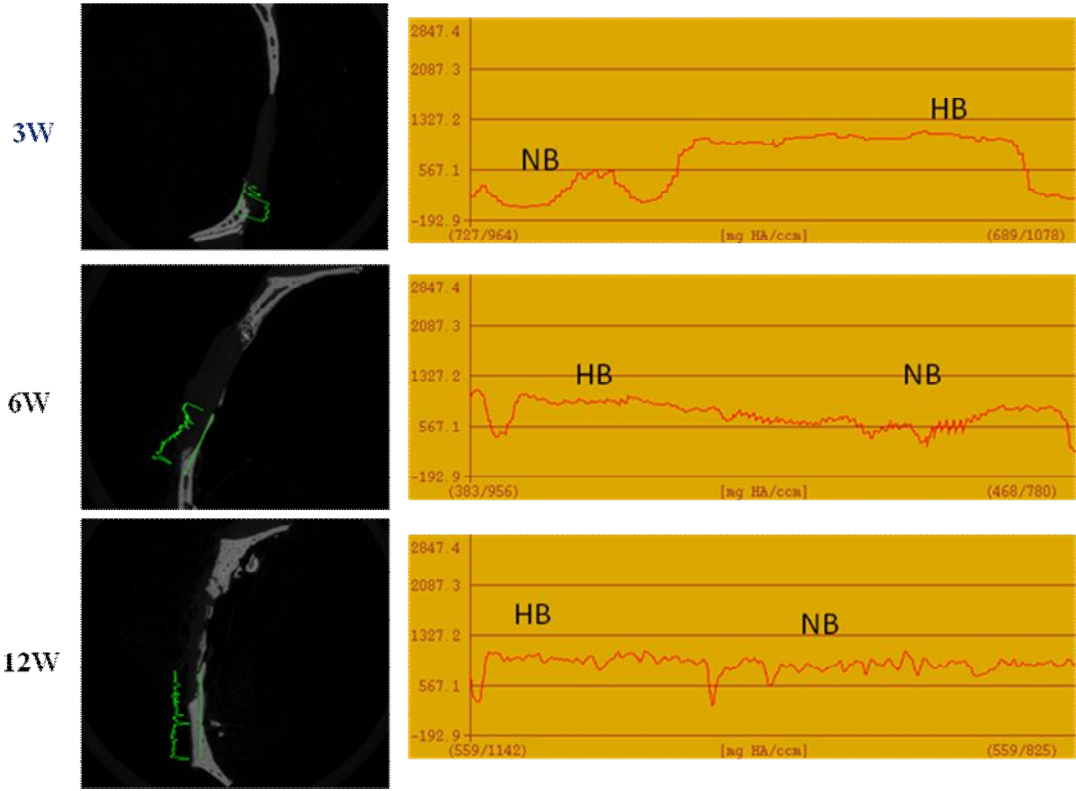 3W
2847.4
2087.3
1327.2
567.1
-192.9
HB
NB
(727/964) [mg HA/ccm] (689/1078)
6W
2847.4
2087.3
1327.2
567.1
-192.9
HB NB
(383/956) [mg HA/ccm] (468/780)
12W
2847.4
2087.3
1327.2
567.1
-192.9
HB NB
(559/1142) [mg HA/ccm] (559/825)